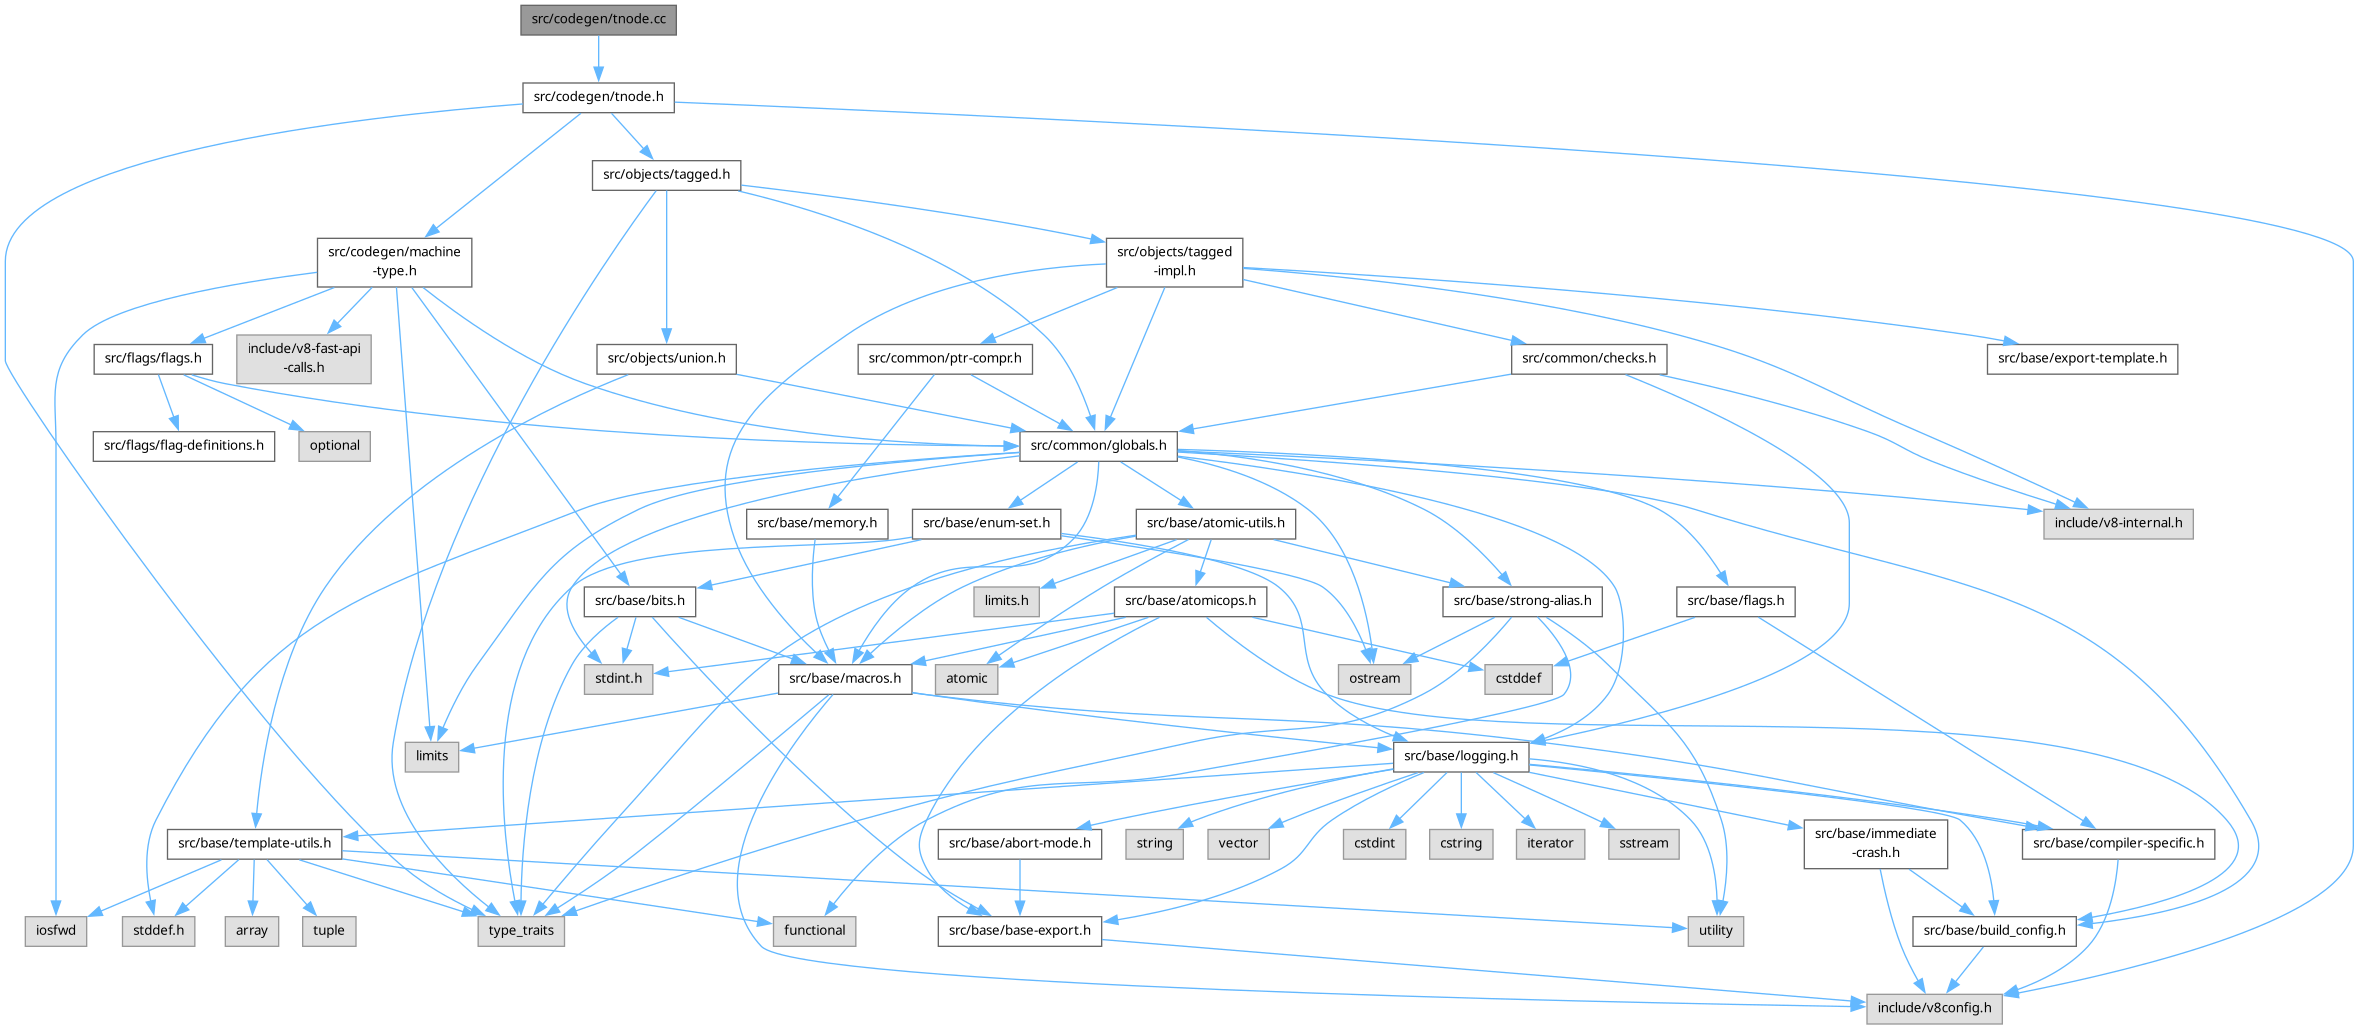 src/codegen/tnode.cc
src/codegen/tnode.h
src/objects/tagged.h
src/codegen/machine
-type.h
src/objects/tagged
-impl.h
src/flags/flags.h
include/v8-fast-api
-calls.h
src/objects/union.h
src/common/ptr-compr.h
src/common/checks.h
src/base/export-template.h
src/flags/flag-definitions.h
optional
src/common/globals.h
src/base/memory.h
src/base/enum-set.h
src/base/atomic-utils.h
include/v8-internal.h
src/base/bits.h
limits.h
src/base/atomicops.h
src/base/strong-alias.h
src/base/flags.h
stdint.h
src/base/macros.h
atomic
ostream
cstddef
limits
src/base/logging.h
src/base/template-utils.h
src/base/abort-mode.h
string
vector
cstdint
cstring
iterator
sstream
src/base/immediate
-crash.h
src/base/compiler-specific.h
iosfwd
stddef.h
array
tuple
type_traits
functional
src/base/base-export.h
utility
src/base/build_config.h
include/v8config.h